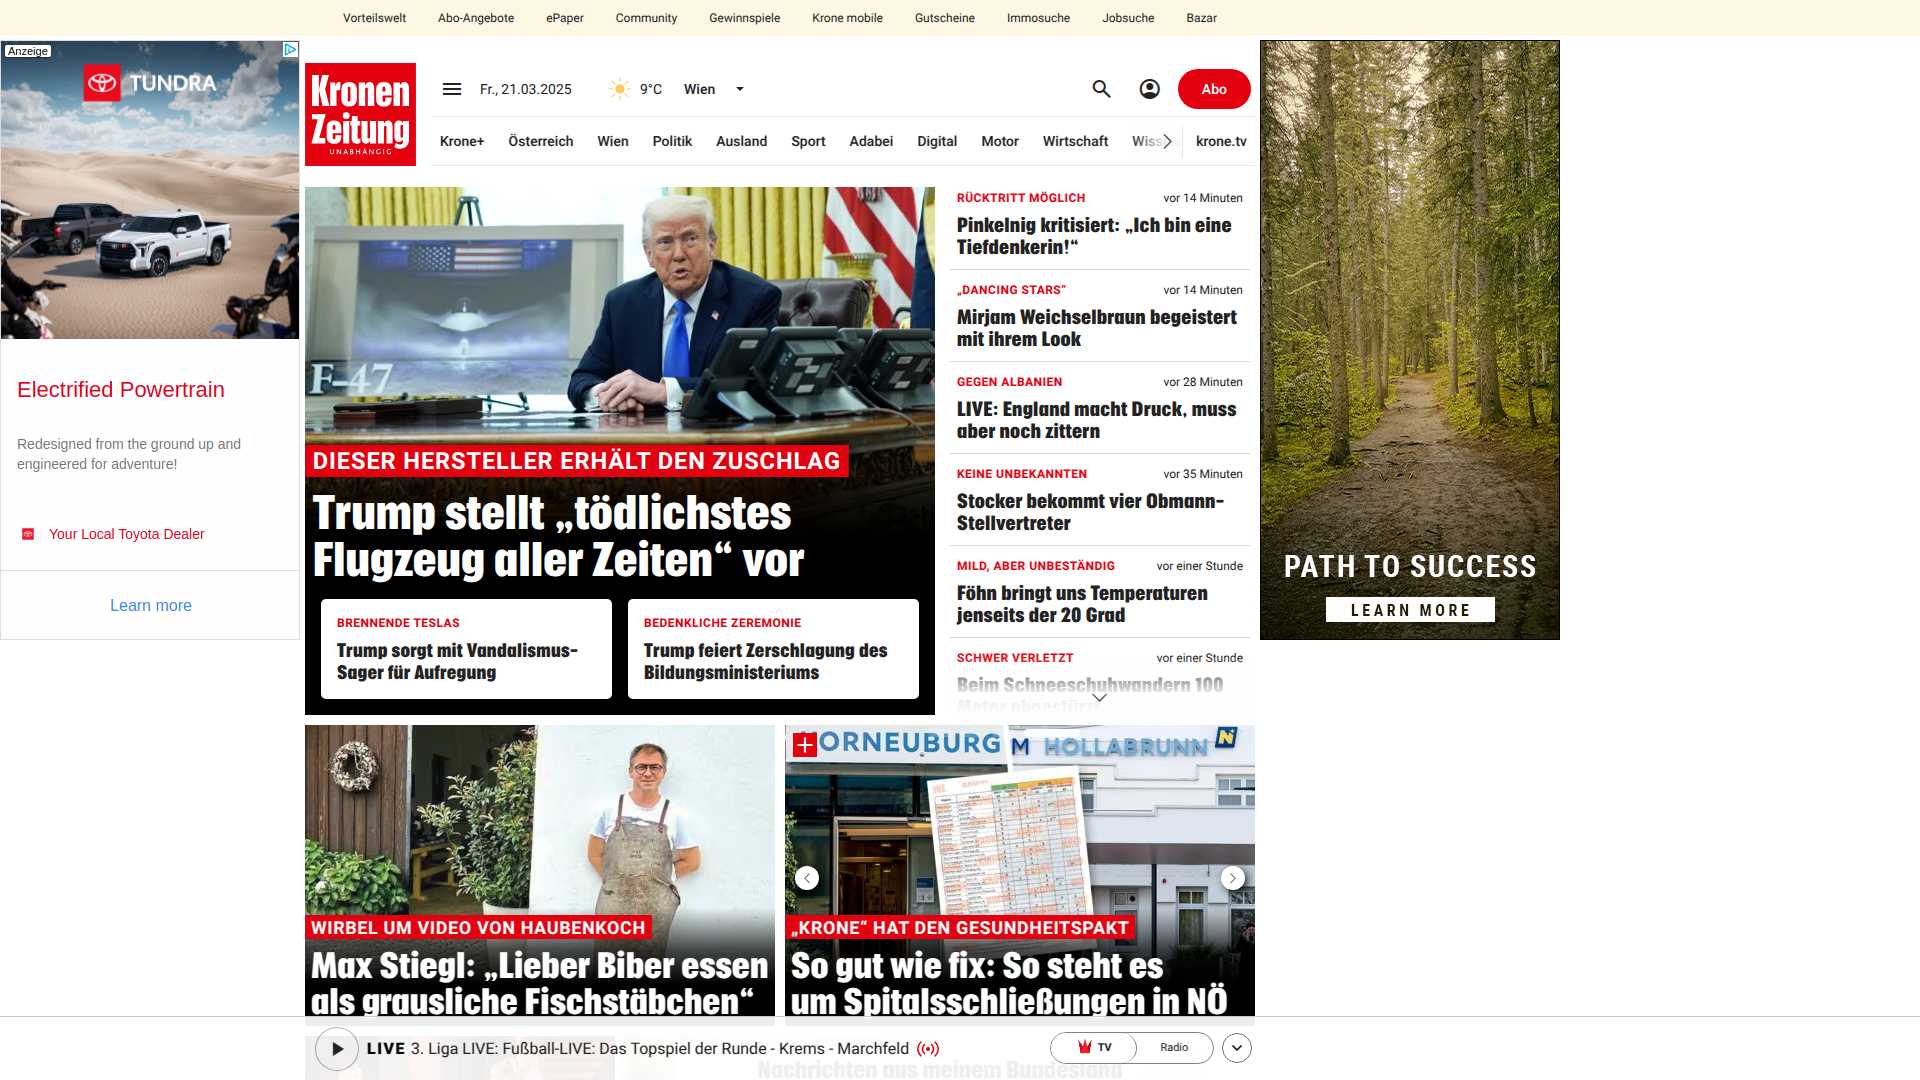 Vorteilswelt Abo-Angebote ePaper Community Gewinnspiele Krone mobile Gutscheine Immosuche Jobsuche Bazar
Anzeige
TUNDRA
Electrified Powertrain
Redesigned from the ground up and
engineered for adventure!
Your Local Toyota Dealer
Learn more
Kronen
Zeitung
UNABHÄNGIG
Fr., 21.03.2025 9°C Wien
Abo
Krone+ Österreich Wien Politik Ausland Sport Adabei Digital Motor Wirtschaft Wiss krone.tv
F-47
DIESER HERSTELLER ERHÄLT DEN ZUSCHLAG
Trump stellt „tödlichstes
Flugzeug aller Zeiten“ vor
BRENNENDE TESLAS
Trump sorgt mit Vandalismus-
Sager für Aufregung
BEDENKLICHE ZEREMONIE
Trump feiert Zerschlagung des
Bildungsministeriums
RÜCKTRITT MÖGLICH vor 14 Minuten
Pinkelnig kritisiert: „Ich bin eine
Tiefdenkerin!“
„DANCING STARS“ vor 14 Minuten
Mirjam Weichselbraun begeistert
mit ihrem Look
GEGEN ALBANIEN vor 28 Minuten
LIVE: England macht Druck, muss
aber noch zittern
KEINE UNBEKANNTEN vor 35 Minuten
Stocker bekommt vier Obmann-
Stellvertreter
MILD, ABER UNBESTÄNDIG vor einer Stunde
Föhn bringt uns Temperaturen
jenseits der 20 Grad
SCHWER VERLETZT vor einer Stunde
Beim Schneeschuhwandern 100
Meter abgestürzt
PATH TO SUCCESS
LEARN MORE
WIRBEL UM VIDEO VON HAUBENKOCH
Max Stiegl: „Lieber Biber essen
als grausliche Fischstäbchen“
ORNEUBURG M HOLLABRUNN N
„KRONE“ HAT DEN GESUNDHEITSPAKT
So gut wie fix: So steht es
um Spitalsschließungen in NÖ
LIVE 3. Liga LIVE: Fußball-LIVE: Das Topspiel der Runde - Krems - Marchfeld
TV Radio
Nachrichten aus meinem Bundesland